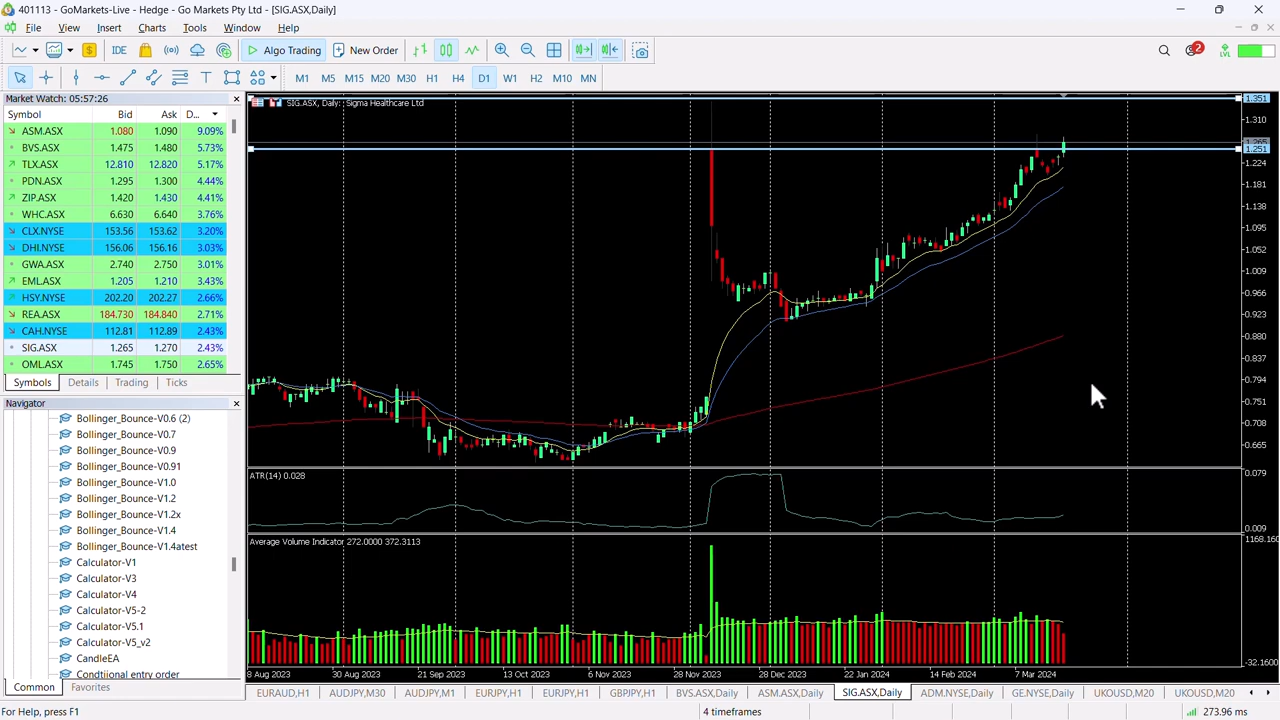 401113 - GoMarkets-Live - Hedge - Go Markets Pty Ltd - [SIG.ASX,Daily]
File View Insert Charts Tools Window Help
IDE Algo Trading New Order 2 LVL
M1 M5 M15 M20 M30 H1 H4 D1 W1 H2 M10 MN
Market Watch: 05:57:26
Symbol Bid Ask D...
ASM.ASX 1.080 1.090 9.09%
BVS.ASX 1.475 1.480 5.73%
TLX.ASX 12.810 12.820 5.17%
PDN.ASX 1.295 1.300 4.44%
ZIP.ASX 1.420 1.430 4.41%
WHC.ASX 6.630 6.640 3.76%
CLX.NYSE 153.56 153.62 3.20%
DHI.NYSE 156.06 156.16 3.03%
GWA.ASX 2.740 2.750 3.01%
EML.ASX 1.205 1.210 3.43%
HSY.NYSE 202.20 202.27 2.66%
REA.ASX 184.730 184.840 2.71%
CAH.NYSE 112.81 112.89 2.43%
SIG.ASX 1.265 1.270 2.43%
OML.ASX 1.745 1.750 2.65%
Symbols Details Trading Ticks
Navigator
Bollinger_Bounce-V0.6 (2)
Bollinger_Bounce-V0.7
Bollinger_Bounce-V0.9
Bollinger_Bounce-V0.91
Bollinger_Bounce-V1.0
Bollinger_Bounce-V1.2
Bollinger_Bounce-V1.2x
Bollinger_Bounce-V1.4
Bollinger_Bounce-V1.4atest
Calculator-V1
Calculator-V3
Calculator-V4
Calculator-V5-2
Calculator-V5.1
Calculator-V5_v2
CandleEA
Condtiional entry order
Common Favorites
SIG.ASX, Daily: Sigma Healthcare Ltd
1.351
1.310
1.251
1.224
1.181
1.138
1.095
1.052
1.009
0.966
0.923
0.880
0.837
0.794
0.751
0.708
0.665
ATR(14) 0.028
0.079
0.009
Average Volume Indicator 272.0000 372.3113
1168.160
-32.1600
8 Aug 2023 30 Aug 2023 21 Sep 2023 13 Oct 2023 6 Nov 2023 28 Nov 2023 28 Dec 2023 22 Jan 2024 14 Feb 2024 7 Mar 2024
EURAUD,H1 AUDJPY,M30 AUDJPY,M1 EURJPY,H1 EURJPY,H1 GBPJPY,H1 BVS.ASX,Daily ASM.ASX,Daily SIG.ASX,Daily ADM.NYSE,Daily GE.NYSE,Daily UKOUSD,M20 UKOUSD,M20
For Help, press F1 4 timeframes 273.96 ms